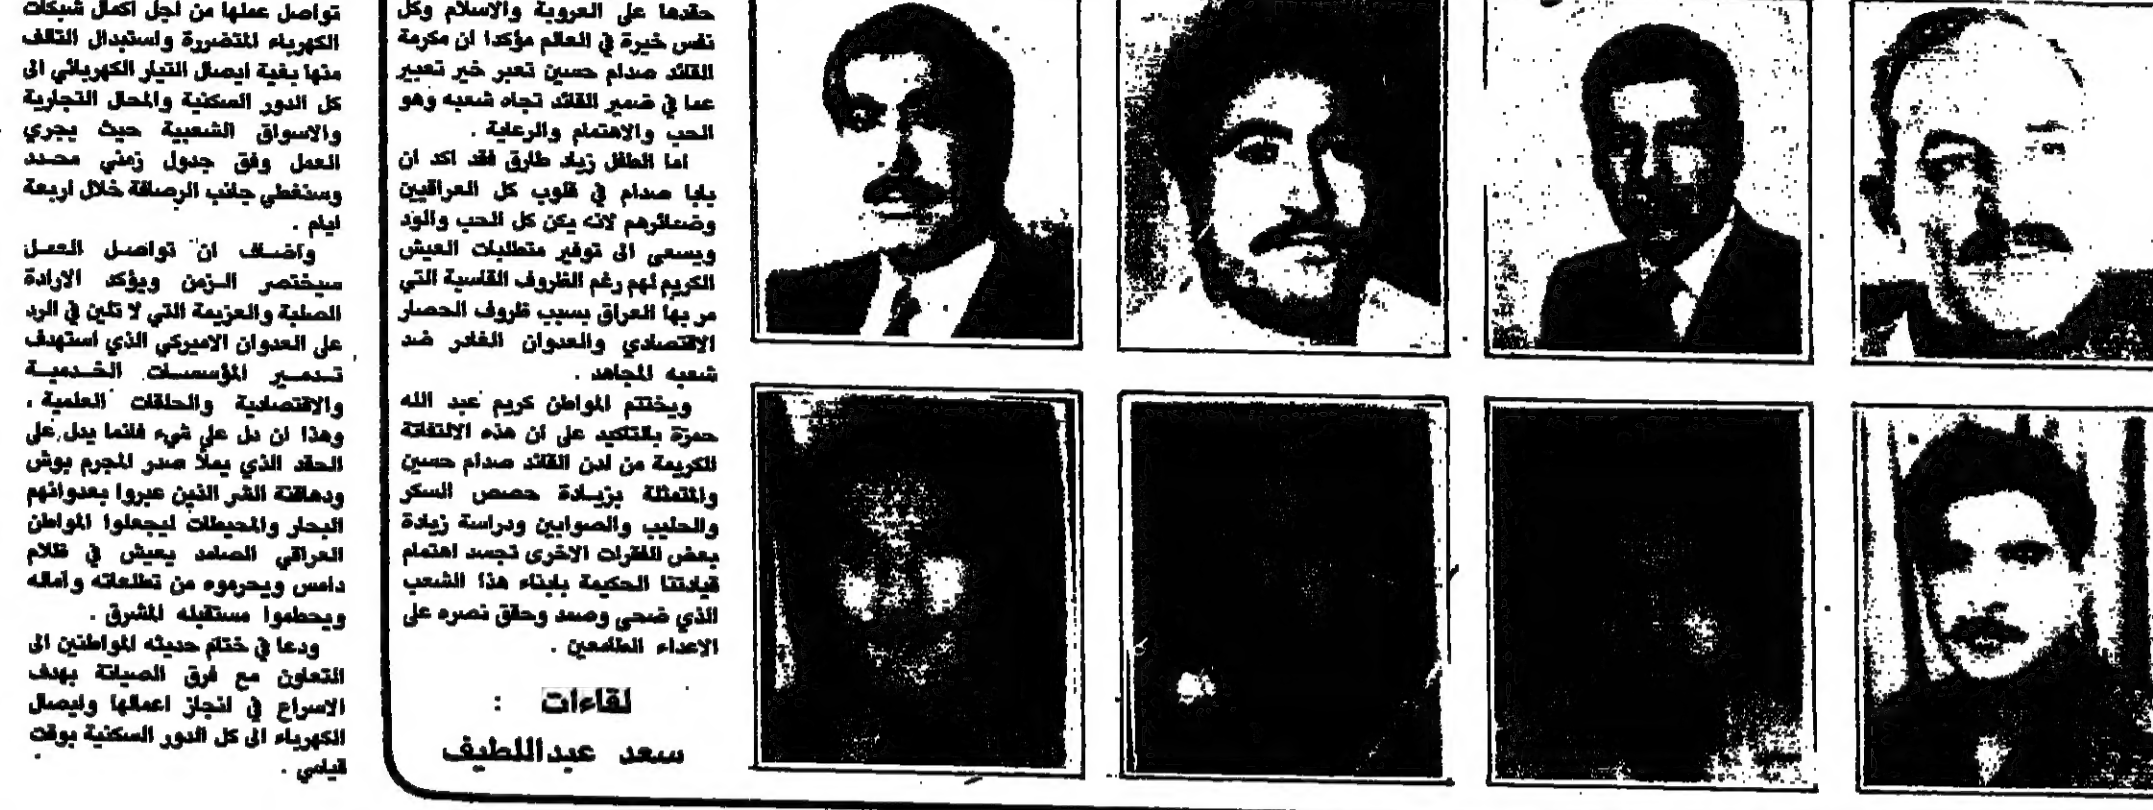 حقدها على العروبة والاسلام وكل
نفس خيرة في العالم مؤكدا ان مكرمة
القائد صدام حسين تعبر خير تعبير
عما في ضمير القائد تجاه شعبه وهو
الحب والاهتمام والرعاية .
اما الطفل زياد طارق فقد اكد ان
بابا صدام في قلوب كل العراقيين
وضمائرهم لانه يكن كل الحب والود
ويسعى الى توفير متطلبات العيش
الكريم لهم رغم الظروف القاسية التي
مر بها العراق بسبب ظروف الحصار
الاقتصادي والعدوان الغادر ضد
شعبه المجاهد .
ويختتم المواطن كريم عبد الله
حمزة بالتاكيد على ان هذه الالتفاتة
الكريمة من لدن القائد صدام حسين
والمتمثلة بزيادة حصص السكر
والحليب والصوابين ودراسة زيادة
بعض الفقرات الاخرى تجسد اهتمام
قيادتنا الحكيمة بابناء هذا الشعب
الذي ضحى وصمد وحقق نصره على
الاعداء الطامعين .
لقاءات :
سعد عبداللطيف
تواصل عملها من اجل اكمال شبكات
الكهرباء المتضررة واستبدال التالف
منها بغية ايصال التيار الكهربائي الى
كل الدور السكنية والمحال التجارية
والاسواق الشعبية حيث يجري
العمل وفق جدول زمني محدد
وسنغطي جانب الرصافة خلال اربعة
ايام .
واضاف ان تواصل العمل
سيختصر الزمن ويؤكد الارادة
الصلبة والعزيمة التي لا تلين في الرد
على العدوان الاميركي الذي استهدف
تدمير المؤسسات الخدمية
والاقتصادية والحلقات العلمية ،
وهذا ان دل على شيء فانما يدل على
الحقد الذي يملأ صدر المجرم بوش
ودهاقنة الشر الذين عبروا بعدوانهم
البحار والمحيطات ليجعلوا المواطن
العراقي الصامد يعيش في ظلام
دامس ويحرموه من تطلعاته وآماله
ويحطموا مستقبله المشرق .
ودعا في ختام حديثه المواطنين الى
التعاون مع فرق الصيانة بهدف
الاسراع في انجاز اعمالها وايصال
الكهرباء الى كل الدور السكنية بوقت
قياسي .